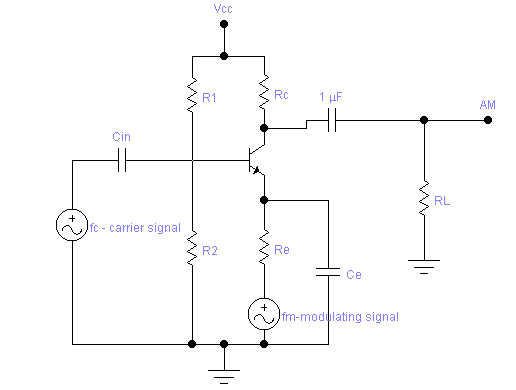 Vcc
R1
Rc
1 µF
AM
Cin
RL
fc - carrier signal
R2
Re
Ce
fm-modulating signal